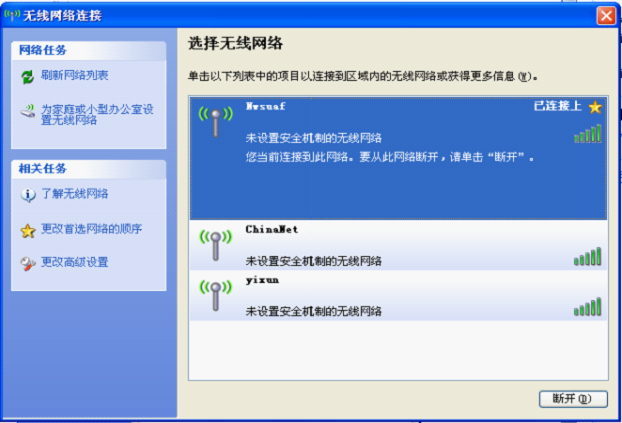 无线网络连接
网络任务
刷新网络列表
为家庭或小型办公室设
置无线网络
相关任务
了解无线网络
更改首选网络的顺序
更改高级设置
选择无线网络
单击以下列表中的项目以连接到区域内的无线网络或获得更多信息(W)。
Nwsuaf
已连接上
未设置安全机制的无线网络
您当前连接到此网络。要从此网络断开，请单击“断开”。
ChinaNet
未设置安全机制的无线网络
yixun
未设置安全机制的无线网络
断开(D)